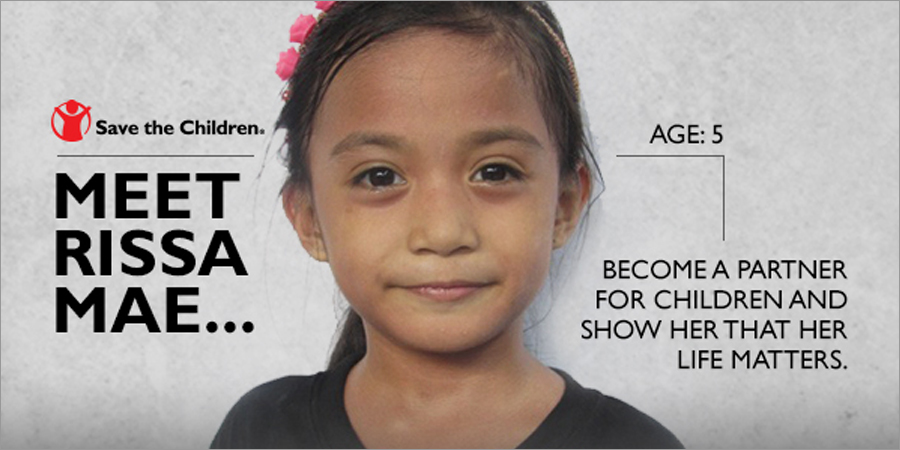 Save the Children®
MEET
RISSA
MAE...
AGE: 5
BECOME A PARTNER
FOR CHILDREN AND
SHOW HER THAT HER
LIFE MATTERS.